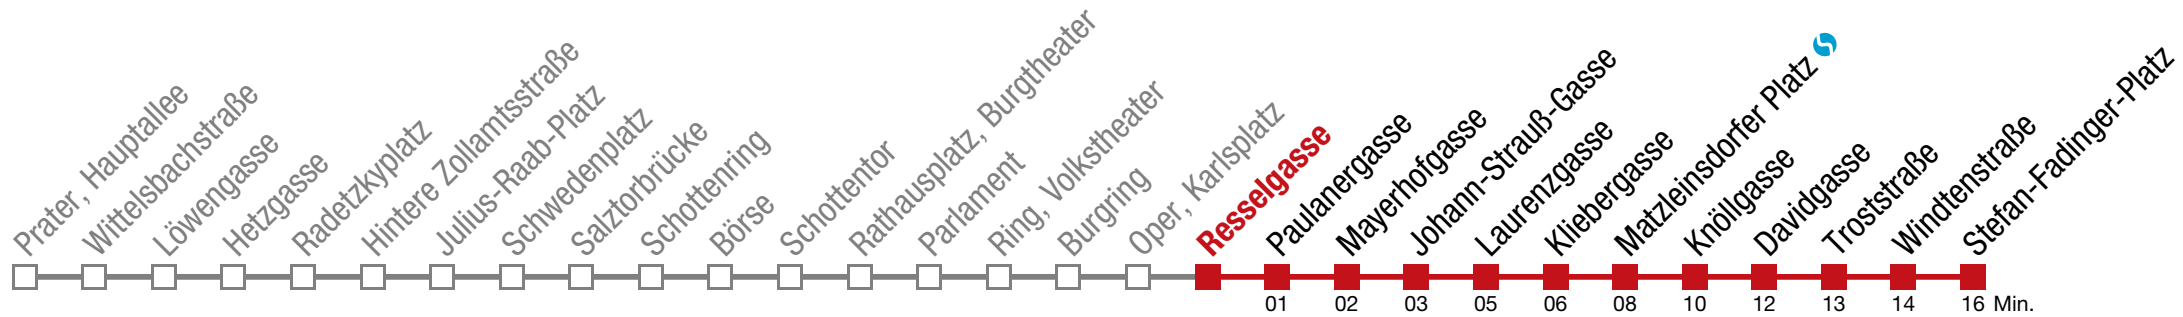 Prater, Hauptallee
Wittelsbachstraße
Löwengasse
Hetzgasse
Radetzkyplatz
Hintere Zollamtsstraße
Julius-Raab-Platz
Schwedenplatz
Salztorbrücke
Schottenring
Börse
Schottentor
Rathausplatz, Burgtheater
Parlament
Ring, Volkstheater
Burgring
Oper, Karlsplatz
Resselgasse
Paulanergasse
Mayerhofgasse
Johann-Strauß-Gasse
Laurenzgasse
Kliebergasse
Matzleinsdorfer Platz
Knöllgasse
Davidgasse
Troststraße
Windtenstraße
Stefan-Fadinger-Platz
01 02 03 05 06 08 10 12 13 14 16 Min.